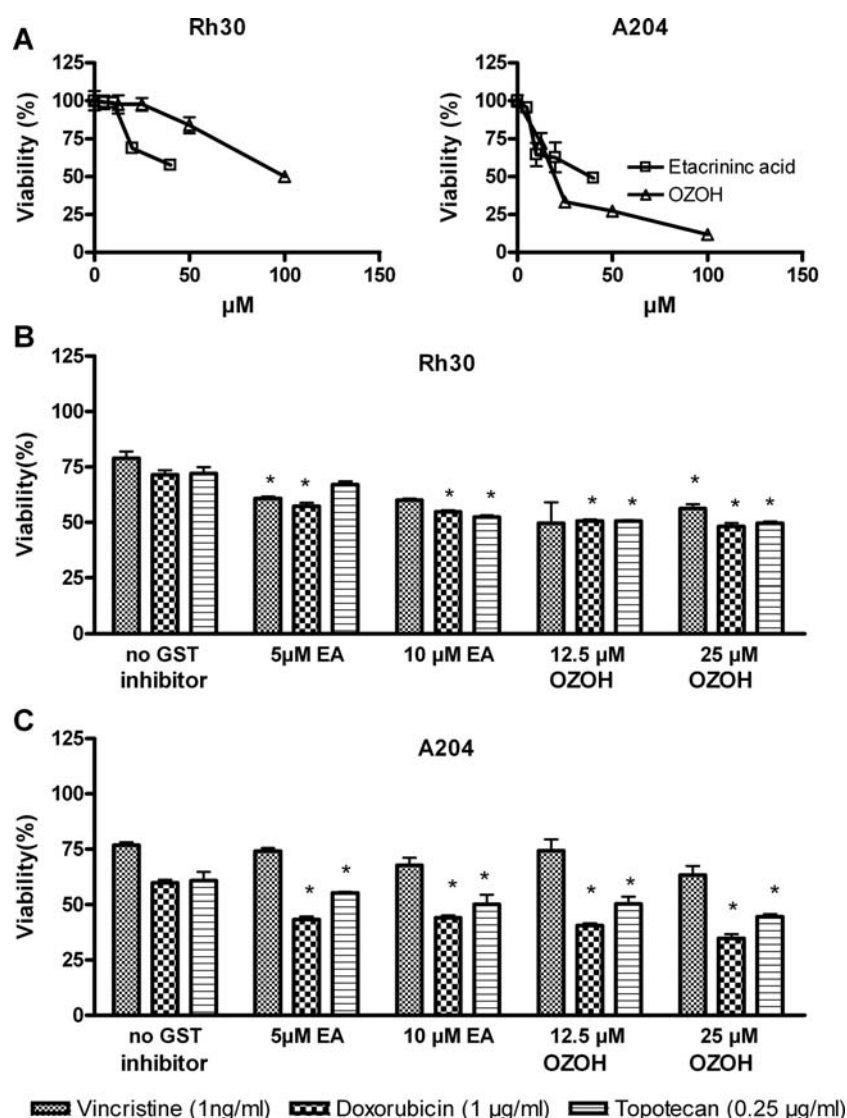 A
Rh30
A204
Viability (%)
125
100
75
50
25
0
0
50
100
150
µM
Viability (%)
125
100
75
50
25
0
0
50
100
150
µM
Etacrininc acid
OZOH
B
Rh30
Viability(%)
125
100
75
50
25
0
* * * * * * * * *
no GST inhibitor
5µM EA
10 µM EA
12.5 µM OZOH
25 µM OZOH
C
A204
Viability(%)
125
100
75
50
25
0
* * * * * * * *
no GST inhibitor
5µM EA
10 µM EA
12.5 µM OZOH
25 µM OZOH
Vincristine (1ng/ml) Doxorubicin (1 µg/ml) Topotecan (0.25 µg/ml)